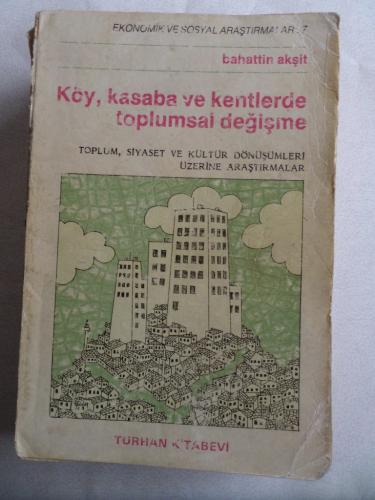 EKONOMİK VE SOSYAL ARAŞTIRMALAR: 7
bahattin akşit
Köy, kasaba ve kentlerde
toplumsal değişme
TOPLUM, SİYASET VE KÜLTÜR DÖNÜŞÜMLERİ
ÜZERİNE ARAŞTIRMALAR
TURHAN KİTABEVİ